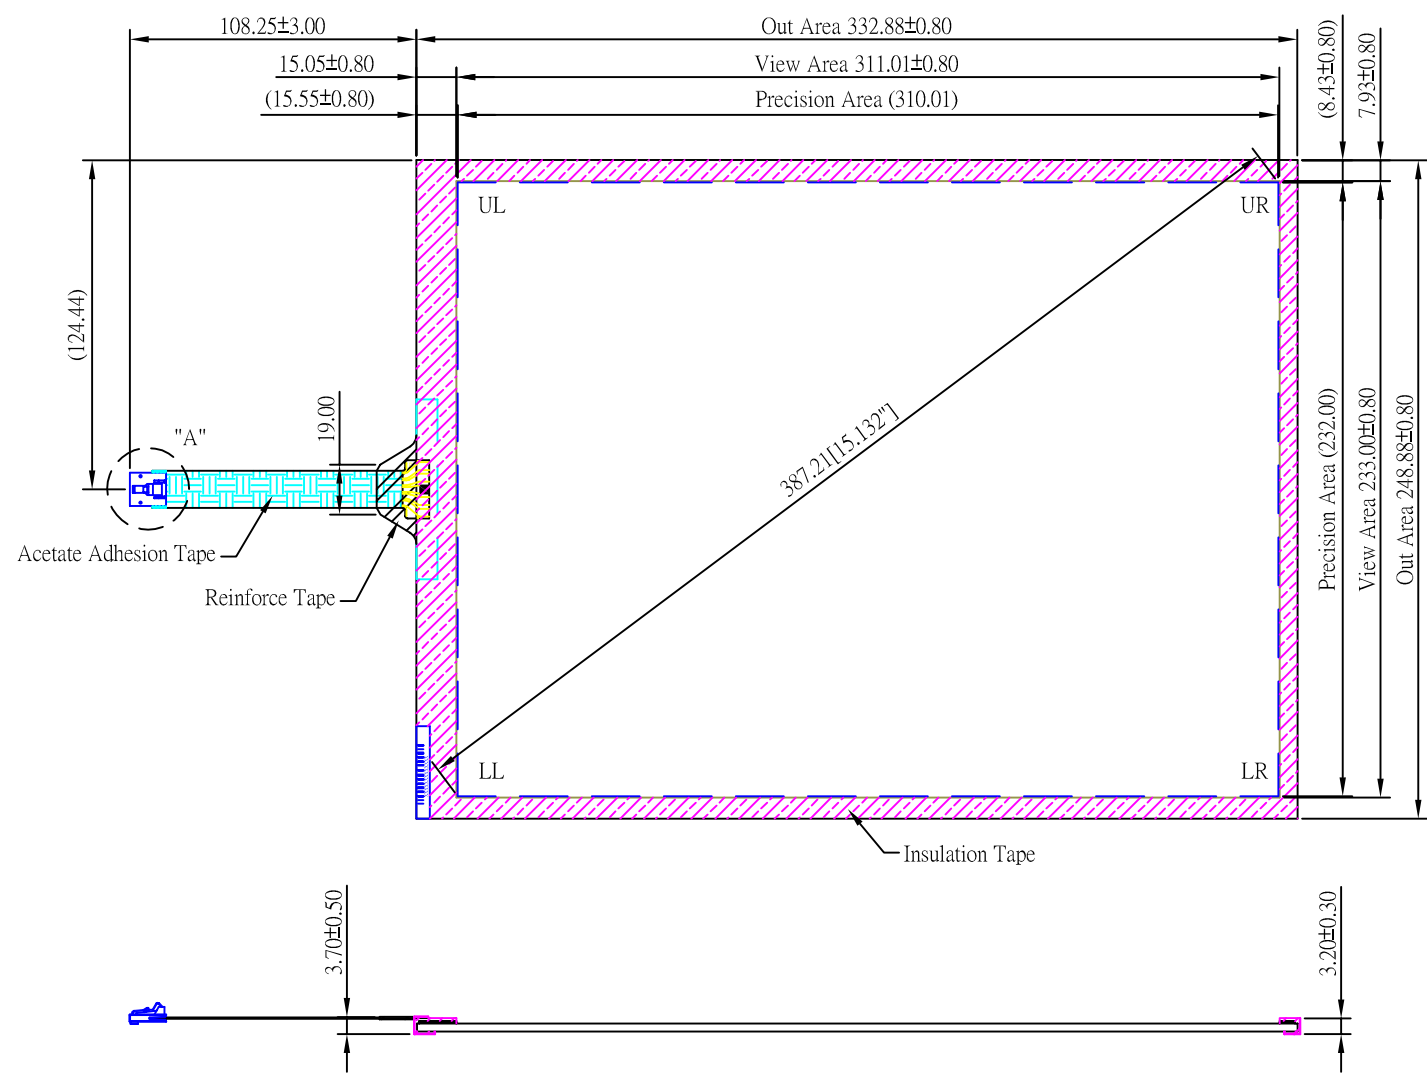 108.25±3.00
Out Area 332.88±0.80
15.05±0.80
View Area 311.01±0.80
(15.55±0.80)
Precision Area (310.01)
(8.43±0.80)
7.93±0.80
UL
UR
(124.44)
19.00
"A"
387.21[15.132"]
Precision Area (232.00)
View Area 233.00±0.80
Out Area 248.88±0.80
Acetate Adhesion Tape
Reinforce Tape
LL
LR
Insulation Tape
3.70±0.50
3.20±0.30